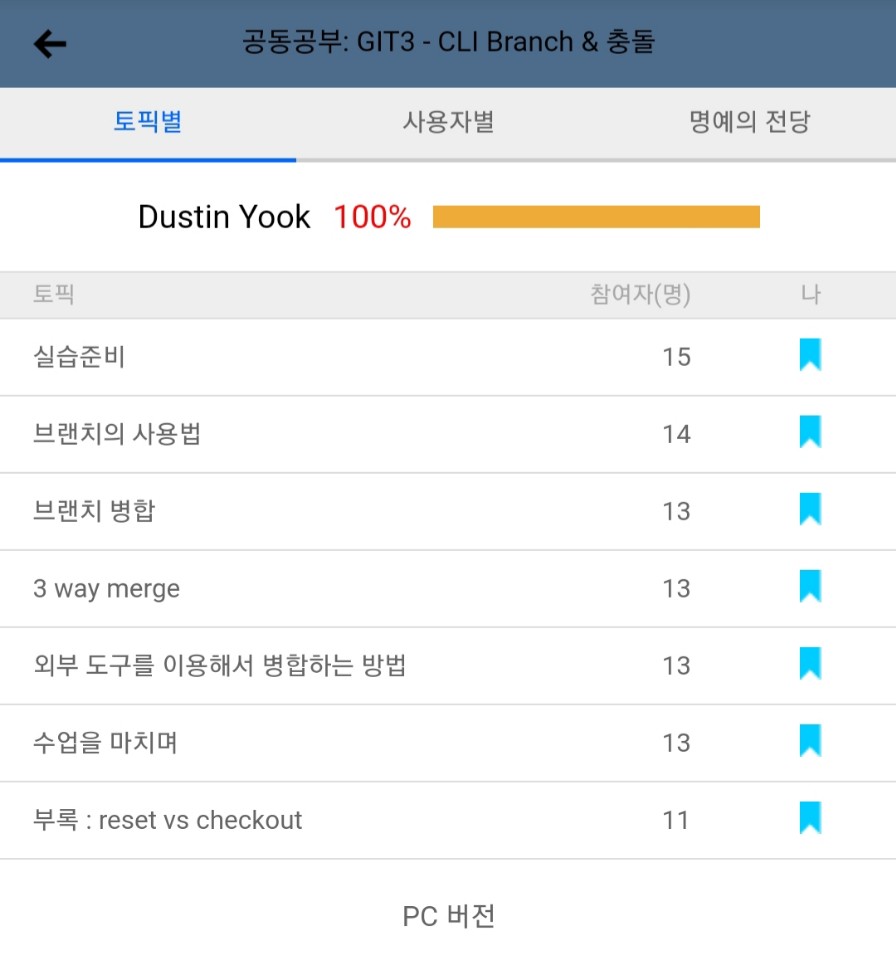 공동공부: GIT3 - CLI Branch & 충돌
토픽별 사용자별 명예의 전당
Dustin Yook 100%
토픽 참여자(명) 나
실습준비 15
브랜치의 사용법 14
브랜치 병합 13
3 way merge 13
외부 도구를 이용해서 병합하는 방법 13
수업을 마치며 13
부록 : reset vs checkout 11
PC 버전